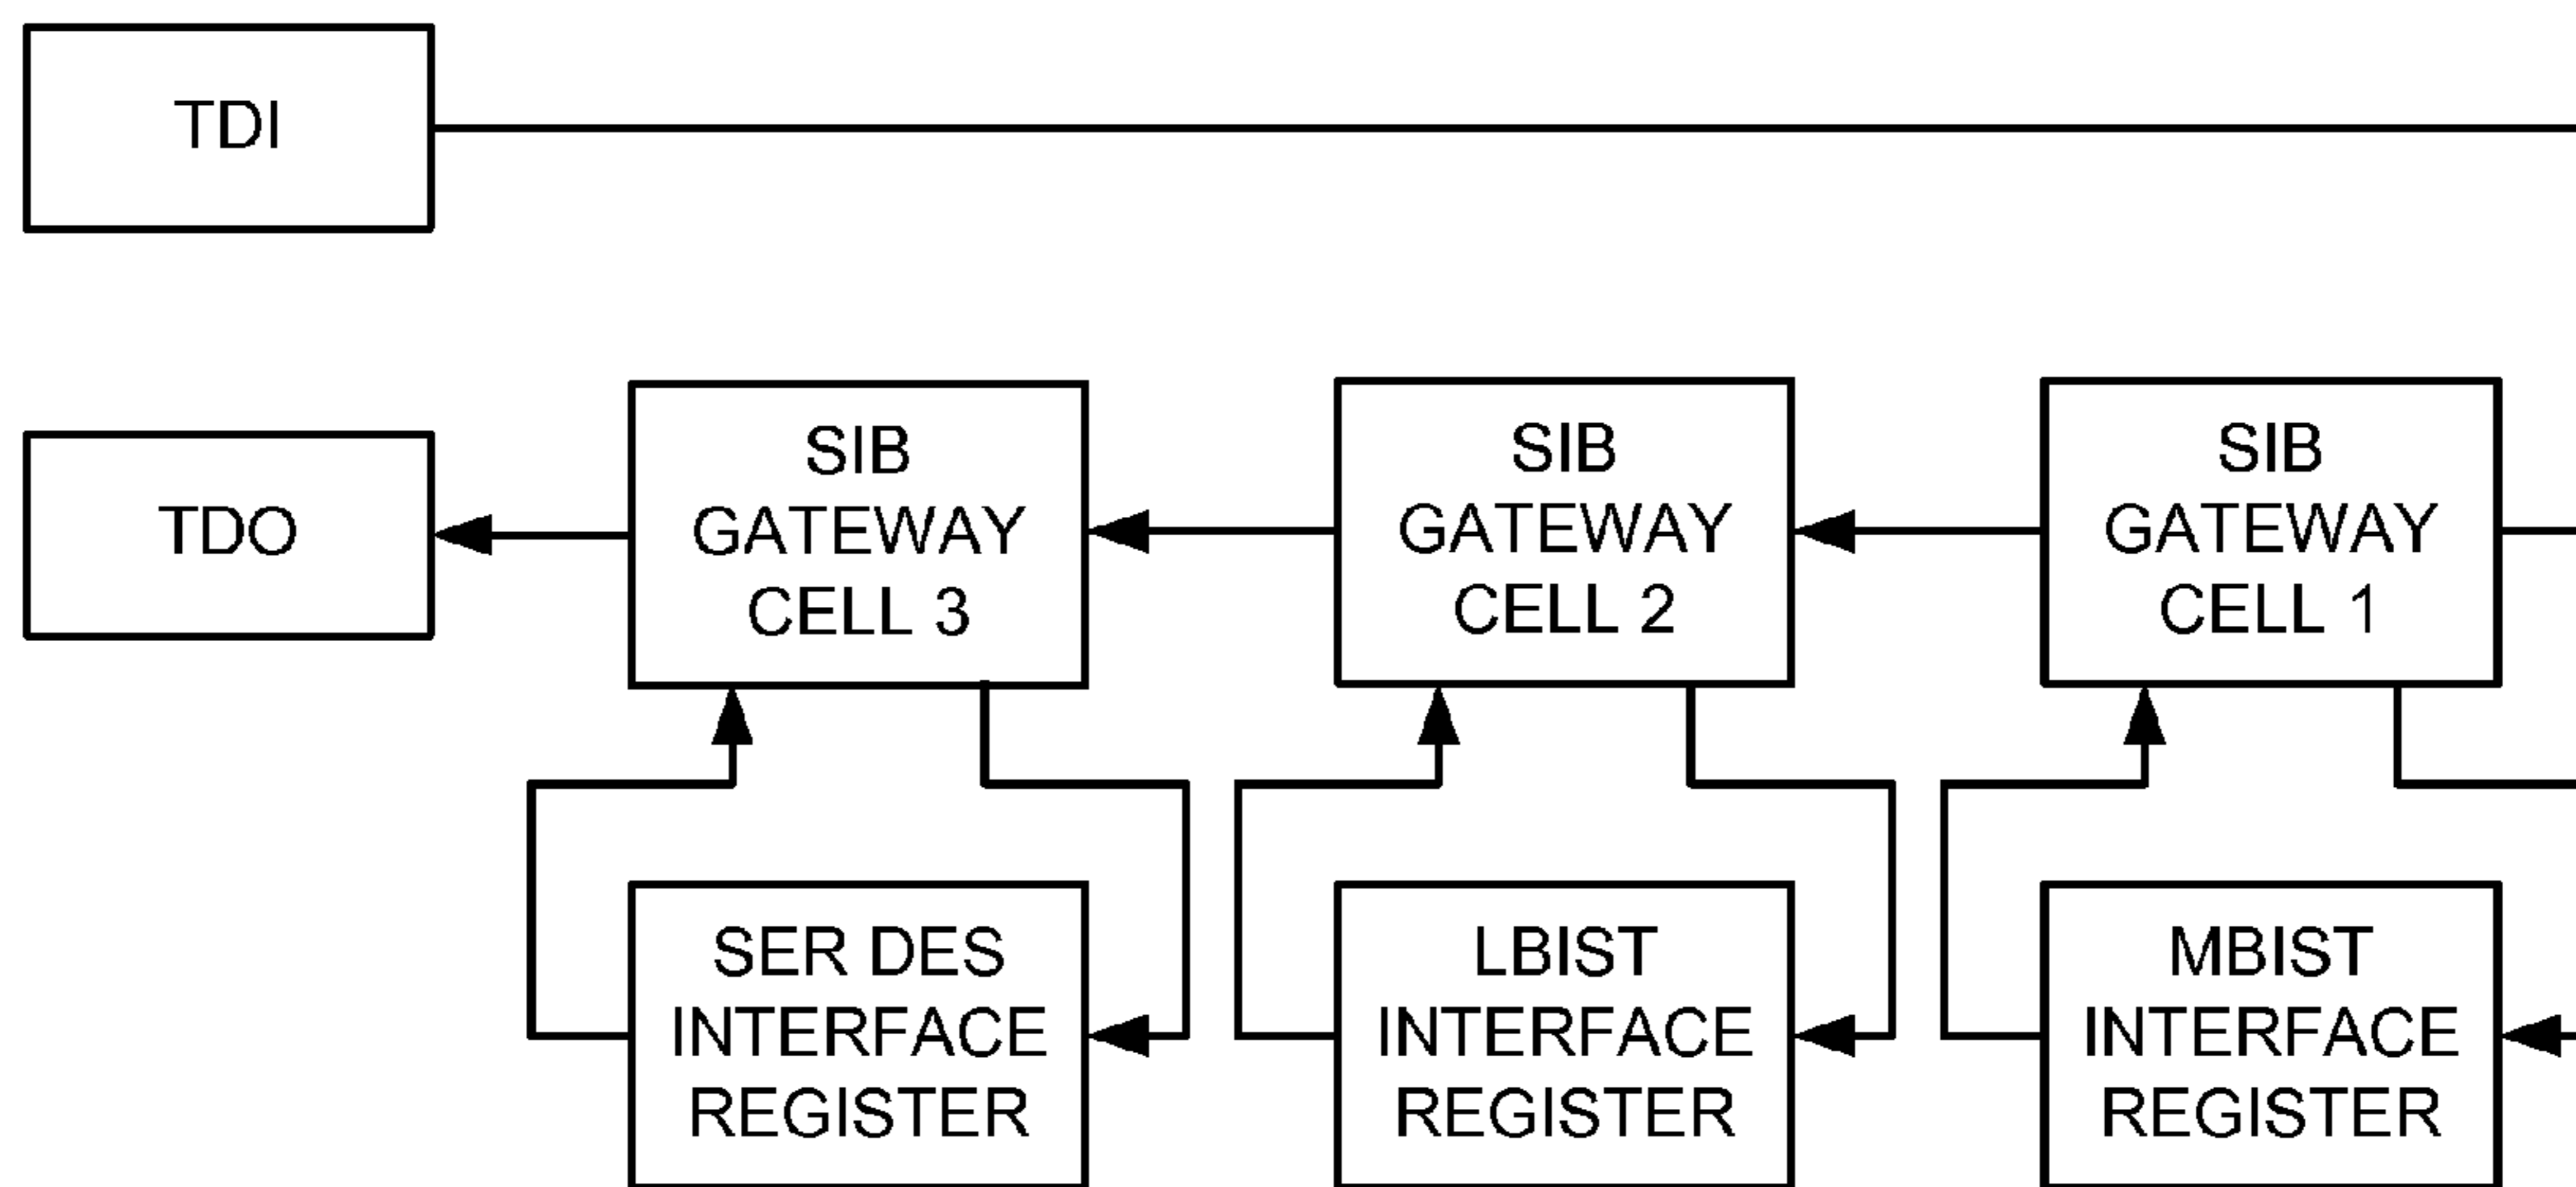 TDI
TDO
SIB
GATEWAY
CELL 3
SIB
GATEWAY
CELL 2
SIB
GATEWAY
CELL 1
SER DES
INTERFACE
REGISTER
LBIST
INTERFACE
REGISTER
MBIST
INTERFACE
REGISTER